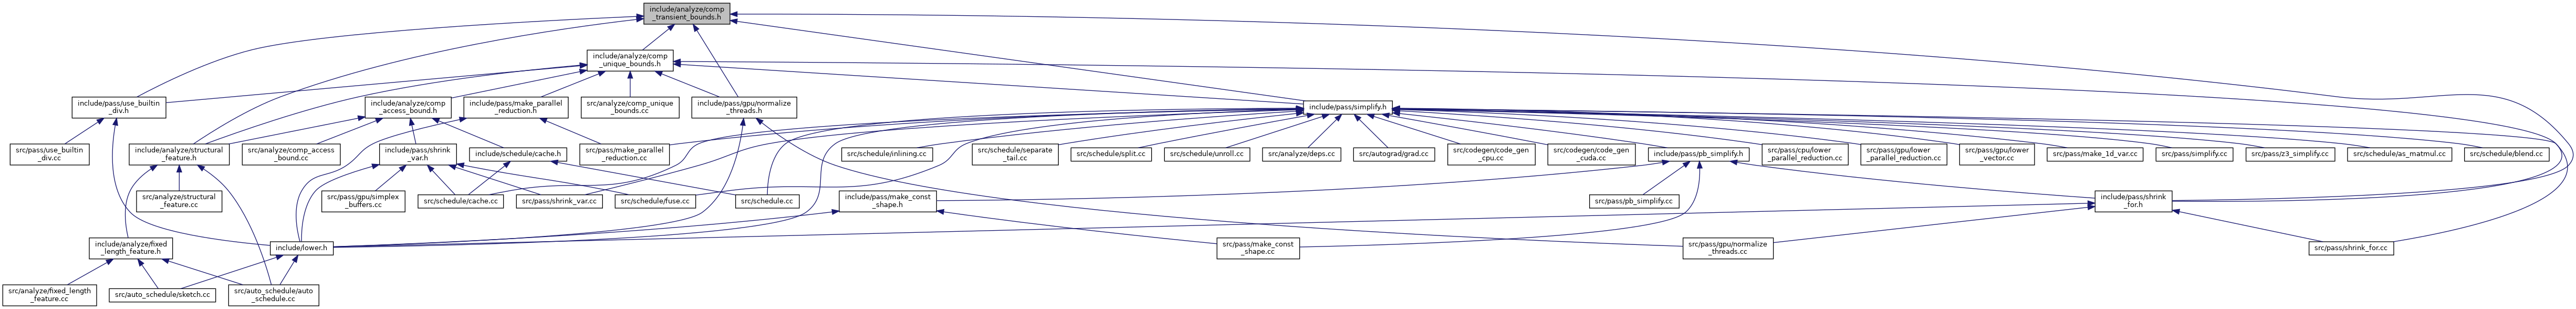 include/analyze/comp
_transient_bounds.h
include/analyze/comp
_unique_bounds.h
include/pass/use_builtin
_div.h
include/analyze/comp
_access_bound.h
include/pass/make_parallel
_reduction.h
src/analyze/comp_unique
_bounds.cc
include/pass/gpu/normalize
_threads.h
include/pass/simplify.h
src/pass/use_builtin
_div.cc
include/analyze/structural
_feature.h
src/analyze/comp_access
_bound.cc
include/pass/shrink
_var.h
include/schedule/cache.h
src/pass/make_parallel
_reduction.cc
src/schedule/inlining.cc
src/schedule/separate
_tail.cc
src/schedule/split.cc
src/schedule/unroll.cc
src/analyze/deps.cc
src/autograd/grad.cc
src/codegen/code_gen
_cpu.cc
src/codegen/code_gen
_cuda.cc
include/pass/pb_simplify.h
src/pass/cpu/lower
_parallel_reduction.cc
src/pass/gpu/lower
_parallel_reduction.cc
src/pass/gpu/lower
_vector.cc
src/pass/make_1d_var.cc
src/pass/simplify.cc
src/pass/z3_simplify.cc
src/schedule/as_matmul.cc
src/schedule/blend.cc
src/analyze/structural
_feature.cc
src/pass/gpu/simplex
_buffers.cc
src/schedule/cache.cc
src/pass/shrink_var.cc
src/schedule/fuse.cc
src/schedule.cc
include/pass/make_const
_shape.h
src/pass/pb_simplify.cc
include/pass/shrink
_for.h
include/analyze/fixed
_length_feature.h
include/lower.h
src/pass/make_const
_shape.cc
src/pass/gpu/normalize
_threads.cc
src/pass/shrink_for.cc
src/analyze/fixed_length
_feature.cc
src/auto_schedule/sketch.cc
src/auto_schedule/auto
_schedule.cc